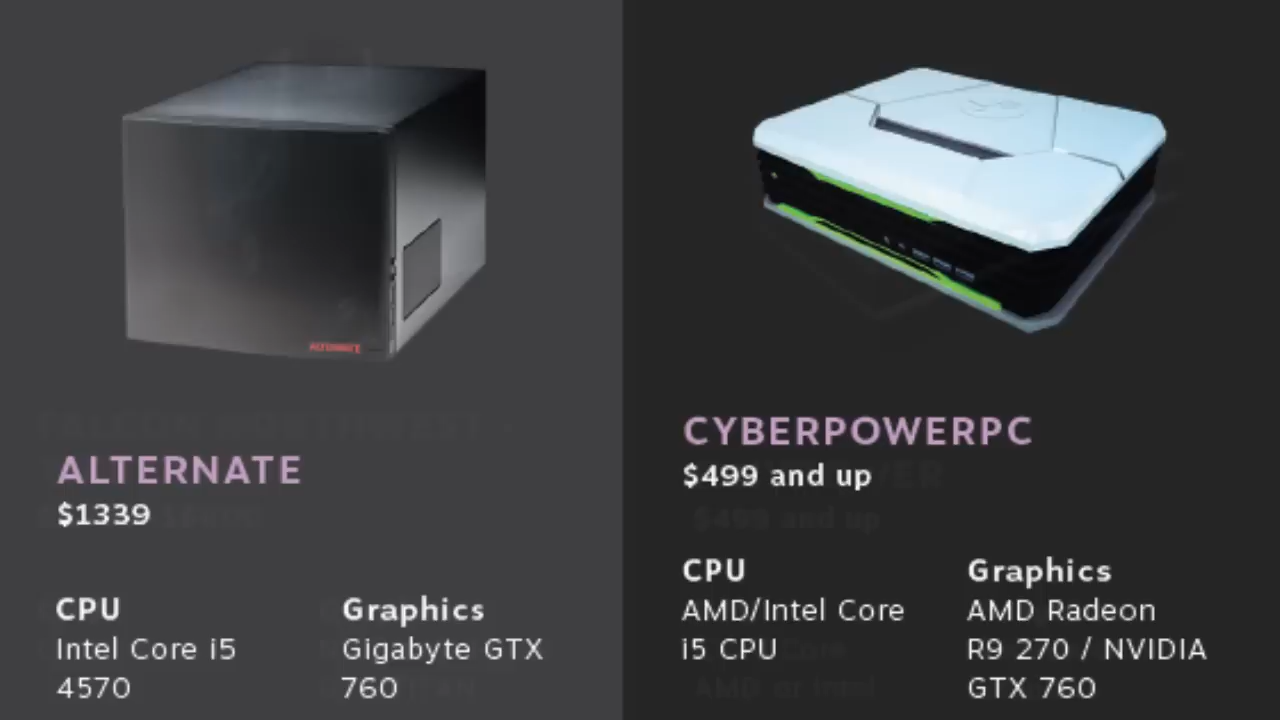 ALTERNATE
ALTERNATE
$1339
CPU
Intel Core i5
4570
Graphics
Gigabyte GTX
760
CYBERPOWERPC
$499 and up
CPU
AMD/Intel Core
i5 CPU
Graphics
AMD Radeon
R9 270 / NVIDIA
GTX 760